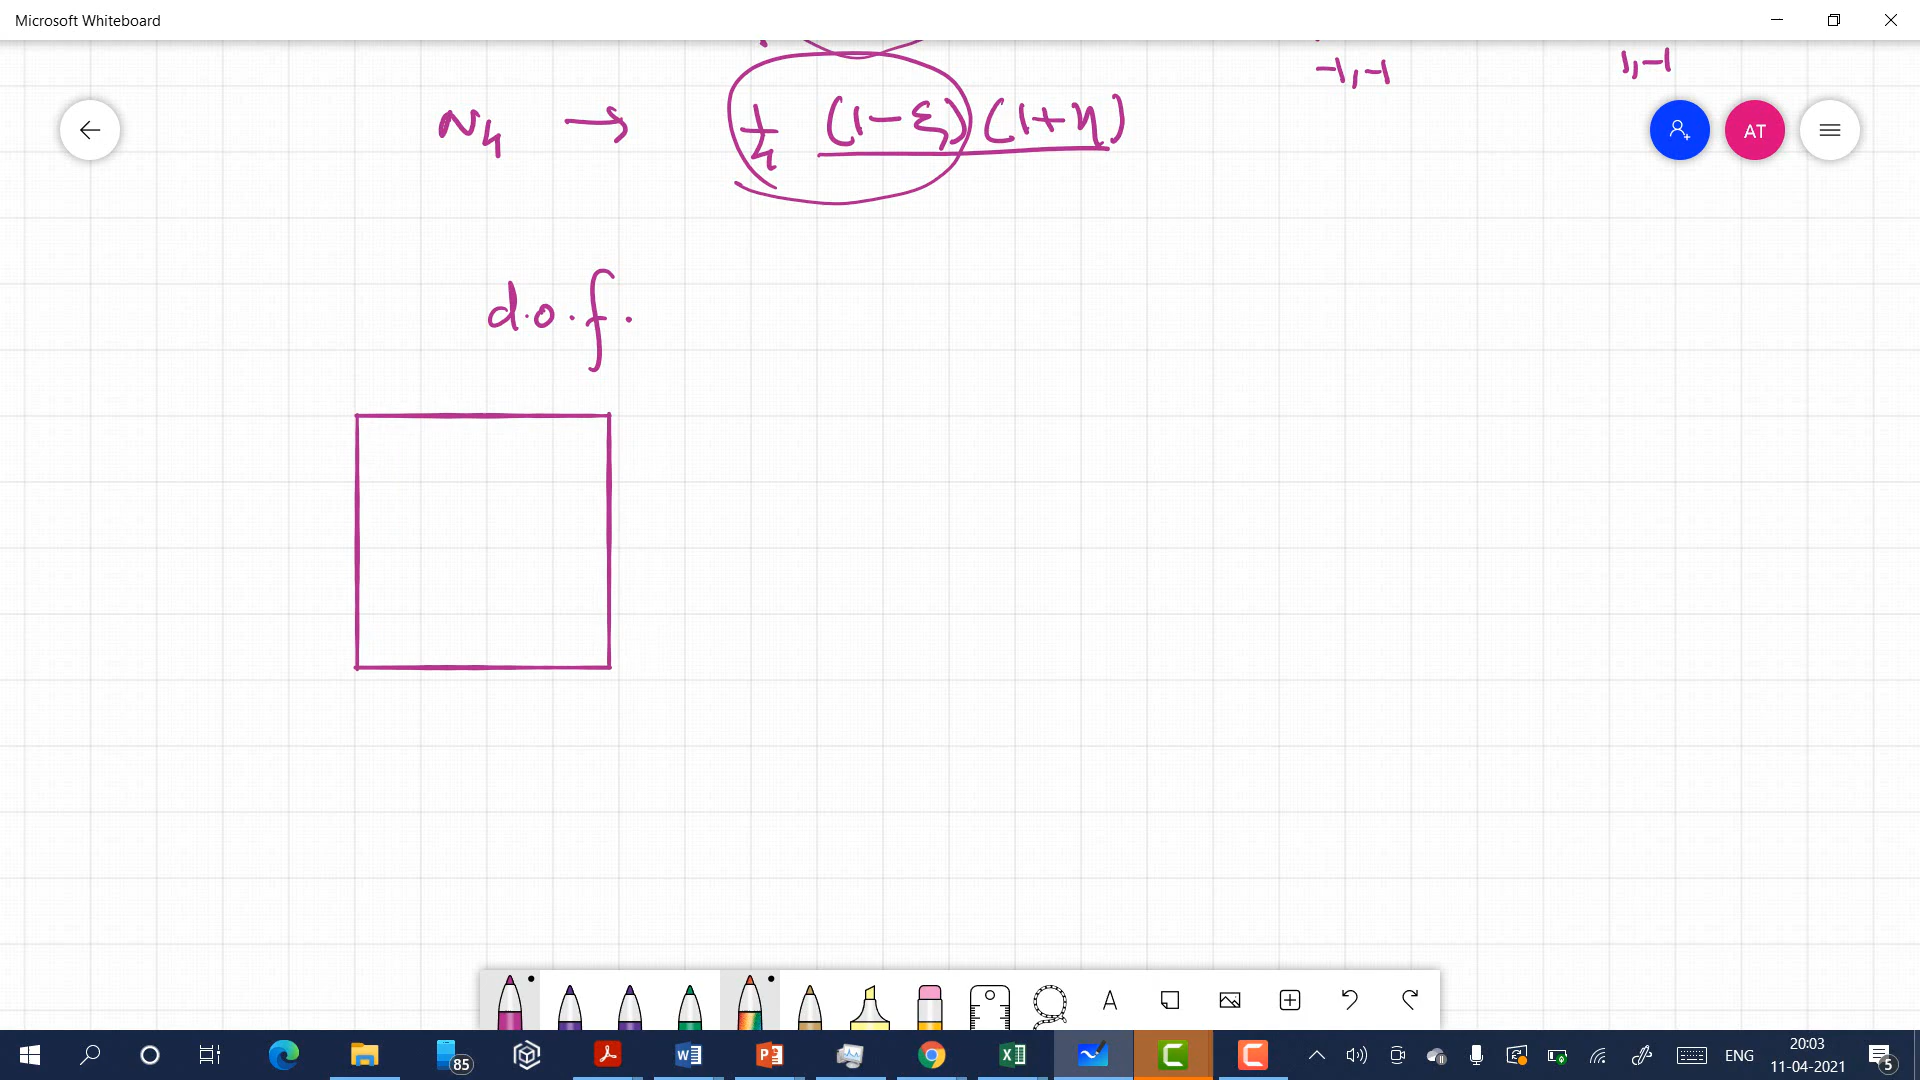 Microsoft Whiteboard
-1,-1
1,-1
N4 → 1/4 (1-ξ)(1+η)
AT
d.o.f.
85
ENG
20:03
11-04-2021
5